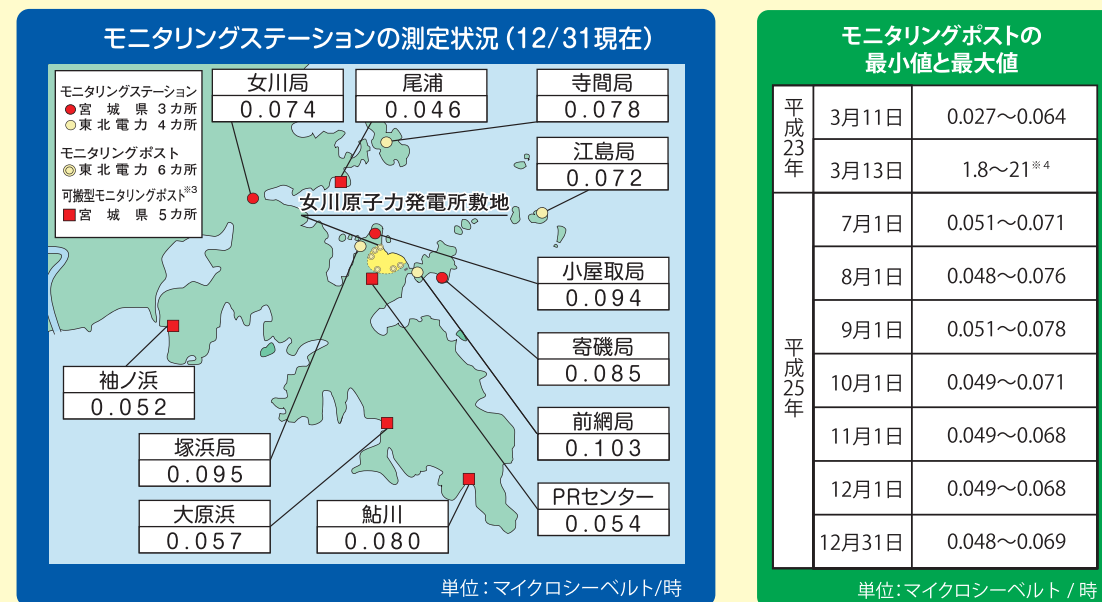 モニタリングステーションの測定状況(12/31現在)
モニタリングステーション
宮城県 3カ所
東北電力 4カ所
モニタリングポスト
東北電力 6カ所
可搬型モニタリングポスト※3
宮城県 5カ所
女川局
0.074
尾浦
0.046
寺間局
0.078
江島局
0.072
女川原子力発電所敷地
小屋取局
0.094
寄磯局
0.085
前網局
0.103
PRセンター
0.054
袖ノ浜
0.052
塚浜局
0.095
大原浜
0.057
鮎川
0.080
単位:マイクロシーベルト/時
モニタリングポストの
最小値と最大値
平成23年
3月11日 0.027～0.064
3月13日 1.8～21※4
平成25年
7月1日 0.051～0.071
8月1日 0.048～0.076
9月1日 0.051～0.078
10月1日 0.049～0.071
11月1日 0.049～0.068
12月1日 0.049～0.068
12月31日 0.048～0.069
単位:マイクロシーベルト / 時